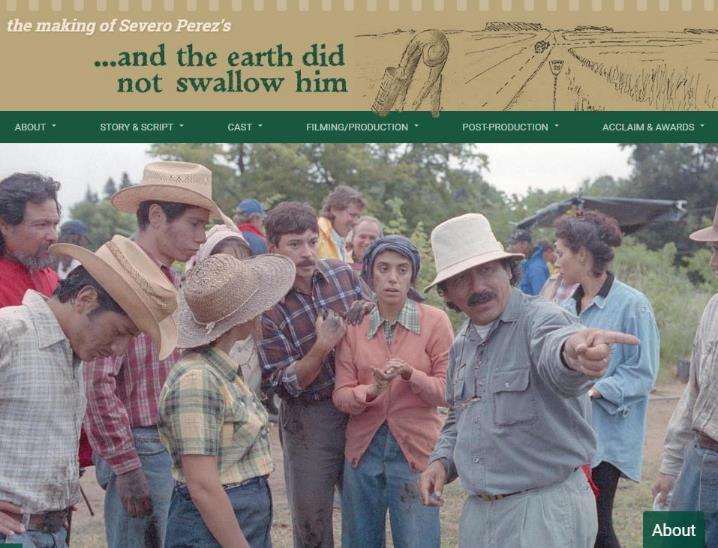 the making of Severo Perez's
...and the earth did
not swallow him
ABOUT
STORY & SCRIPT
CAST
FILMING/PRODUCTION
POST-PRODUCTION
ACCLAIM & AWARDS
About